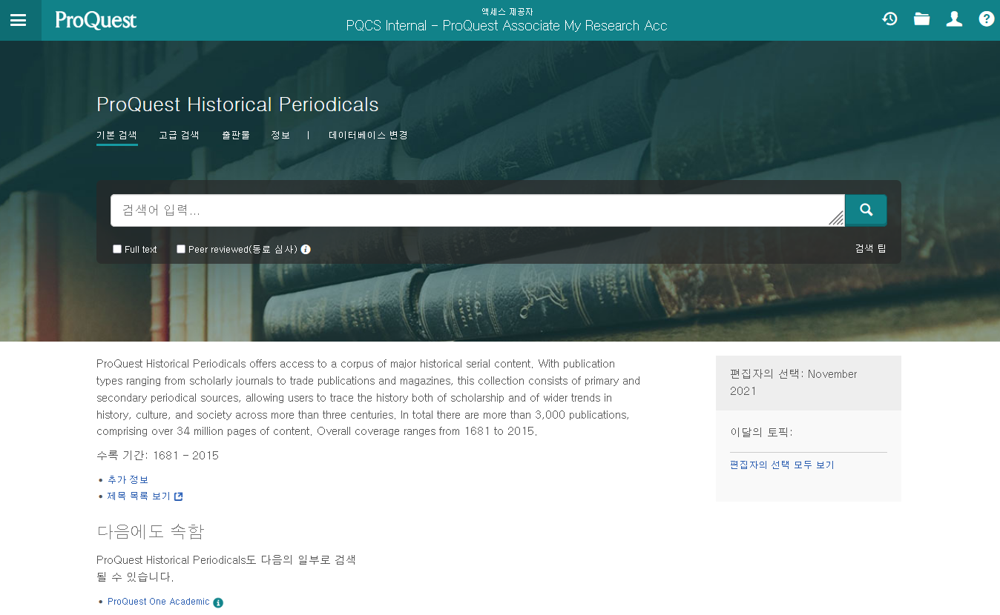 ProQuest
액세스 제공자
PQCS Internal - ProQuest Associate My Research Acc
ProQuest Historical Periodicals
기본 검색 고급 검색 출판물 정보 | 데이터베이스 변경
검색어 입력...
Full text Peer reviewed(동료 심사)
검색 팁
ProQuest Historical Periodicals offers access to a corpus of major historical serial content. With publication
types ranging from scholarly journals to trade publications and magazines, this collection consists of primary and
secondary periodical sources, allowing users to trace the history both of scholarship and of wider trends in
history, culture, and society across more than three centuries. In total there are more than 3,000 publications,
comprising over 34 million pages of content. Overall coverage ranges from 1681 to 2015.
수록 기간: 1681 - 2015
• 추가 정보
• 제목 목록 보기
다음에도 속함
ProQuest Historical Periodicals도 다음의 일부로 검색
될 수 있습니다.
• ProQuest One Academic
편집자의 선택: November
2021
이달의 토픽:
편집자의 선택 모두 보기